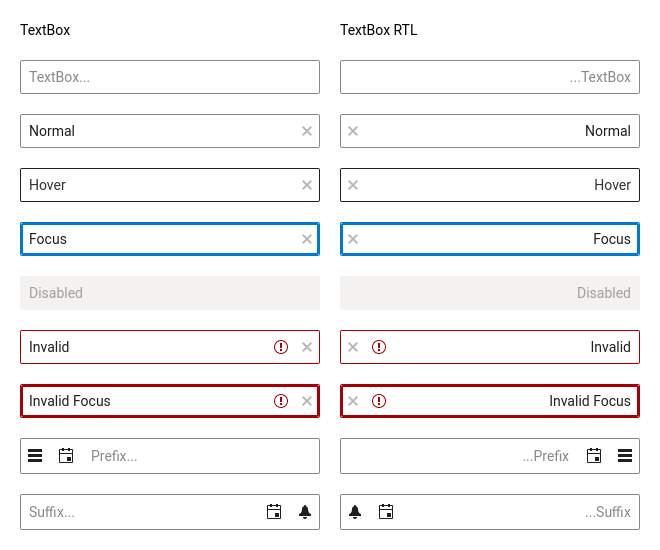 TextBox
TextBox RTL
TextBox...
...TextBox
Normal
Normal
Hover
Hover
Focus
Focus
Disabled
Disabled
Invalid
Invalid
Invalid Focus
Invalid Focus
Prefix...
...Prefix
Suffix...
...Suffix